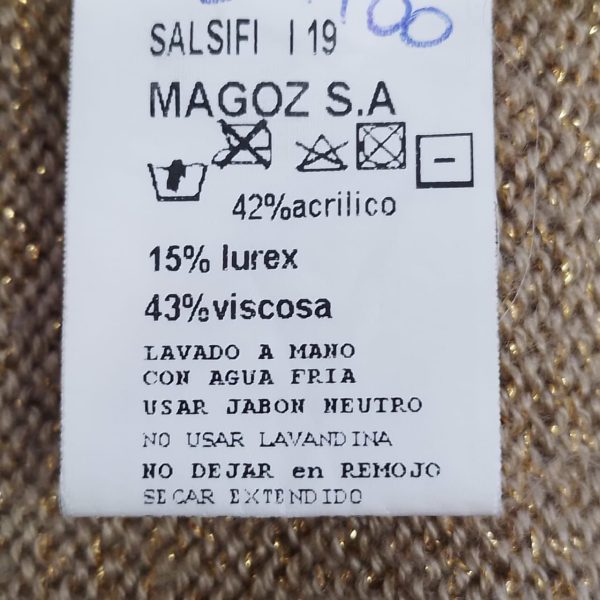 SALSIFI I 19
MAGOZ S.A
42%acrilico
15% lurex
43%viscosa
LAVADO A MANO
CON AGUA FRIA
USAR JABON NEUTRO
NO USAR LAVANDINA
NO DEJAR en REMOJO
SECAR EXTENDIDO